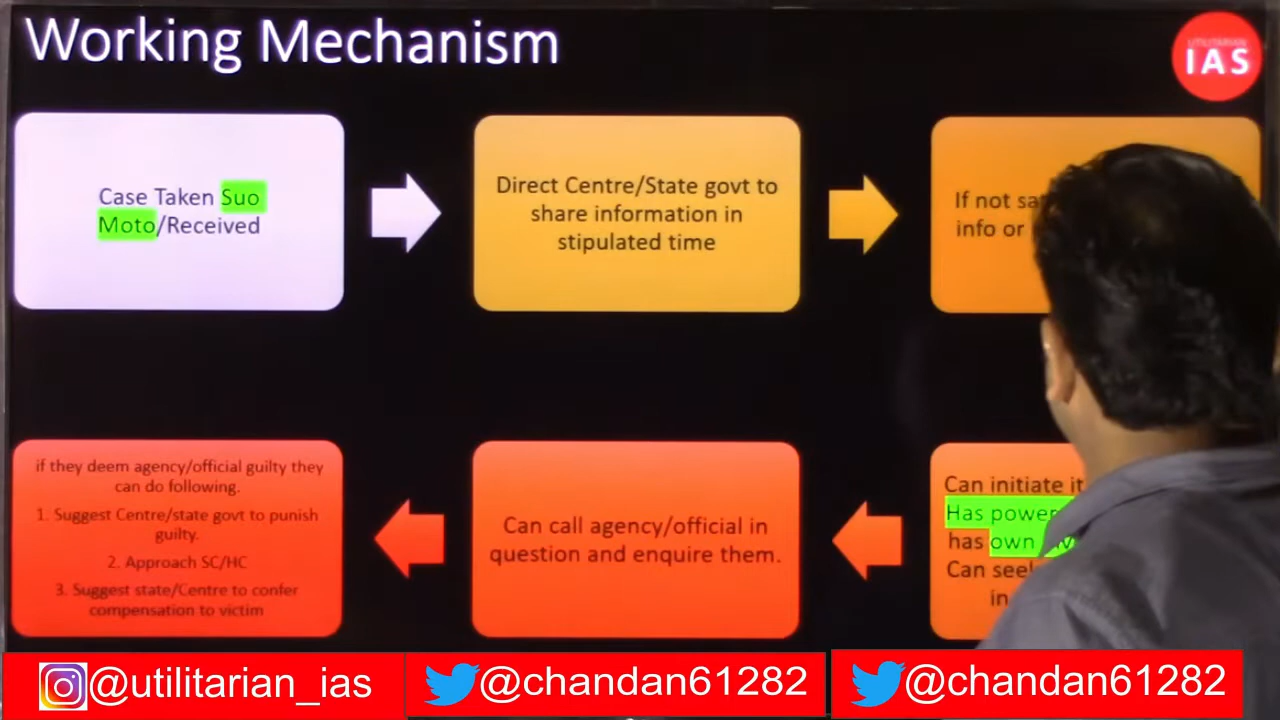 Working Mechanism
UTILITARIAN
IAS
Case Taken Suo
Moto/Received
Direct Centre/State govt to
share information in
stipulated time
If not
info or
Can initiate
Has power
has own
Can
in
Can call agency/official in
question and enquire them.
if they deem agency/official guilty they
can do following.
1. Suggest Centre/state govt to punish
guilty.
2. Approach SC/HC
3. Suggest state/Centre to confer
compensation to victim
@utilitarian_ias
@chandan61282
@chandan61282